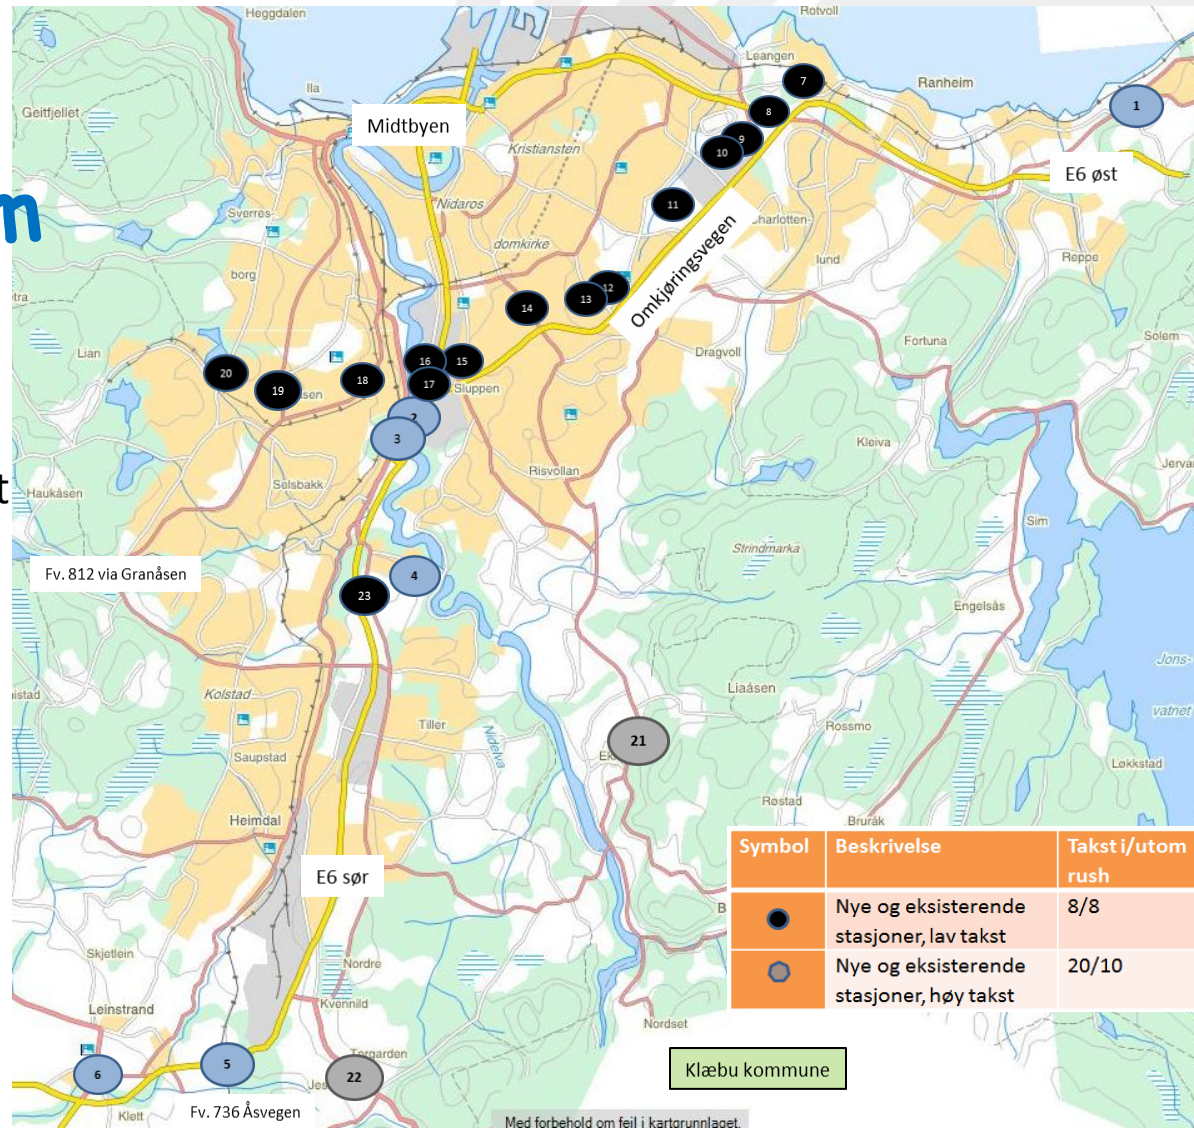 Heggdalen
Rotvoll
Leangen
7
Ranheim
Ila
1
Geitfjellet
8
Midtbyen
9
Kristiansten
10
E6 øst
m
Nidaros
11
Sverres-
domkirke
Omkjøringsvegen
lund
Reppe
borg
12
13
14
Solem
Lian
Fortuna
Dragvoll
16
15
20
18
17
19
Sluppen
2
3
Kleiva
Risvollan
t
Haukåsen
Selsbakk
Sim
Strindmarka
Fv. 812 via Granåsen
4
23
Engelsås
Jons-
vatnet
Kolstad
Liaåsen
Tiller
Nidelva
Rossmo
21
Saupstad
Løkkstad
Røstad
Heimdal
Bruråk
E6 sør
Symbol Beskrivelse Takst i/utom
rush
Nye og eksisterende 8/8
stasjoner, lav takst
Nye og eksisterende 20/10
stasjoner, høy takst
Skjetlein
Nordre
Kvennild
Leinstrand
Nordset
Torgarden
5
6
22
Klæbu kommune
Klett
Fv. 736 Åsvegen
Med forbehold om feil i kartgrunnlaget.